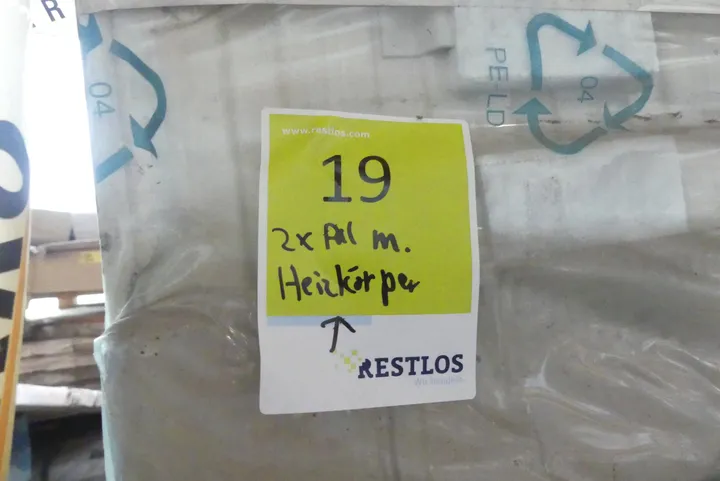 R
04
PE-LD
04
www.restlos.com
19
2x Pal m.
Heizkörper
RESTLOS